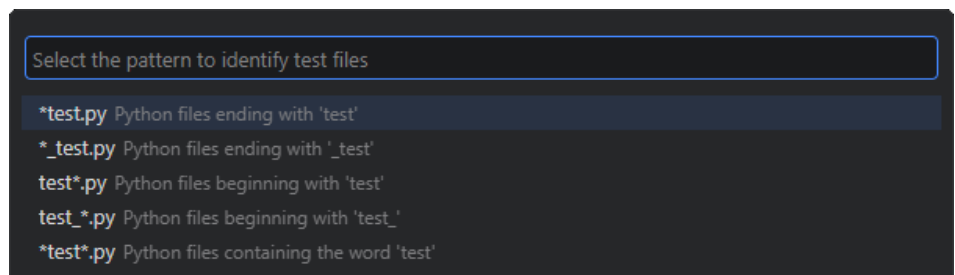 Select the pattern to identify test files
*test.py Python files ending with 'test'
*_test.py Python files ending with '_test'
test*.py Python files beginning with 'test'
test_*.py Python files beginning with 'test_'
*test*.py Python files containing the word 'test'